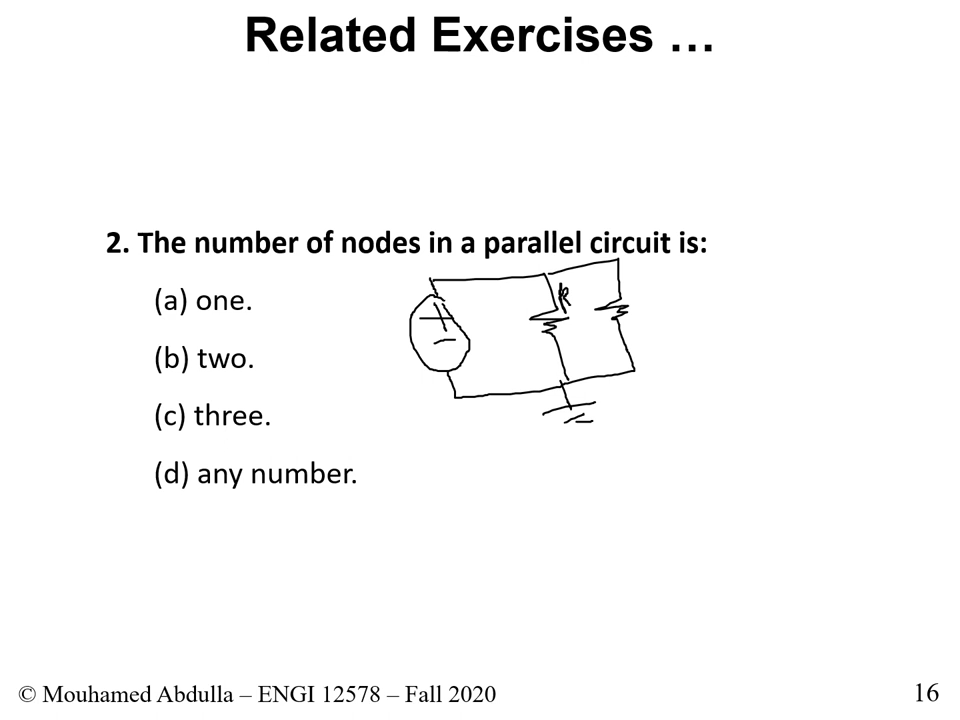 Related Exercises …
2. The number of nodes in a parallel circuit is:
(a) one.
R
(b) two.
(c) three.
(d) any number.
© Mouhamed Abdulla – ENGI 12578 – Fall 2020
16